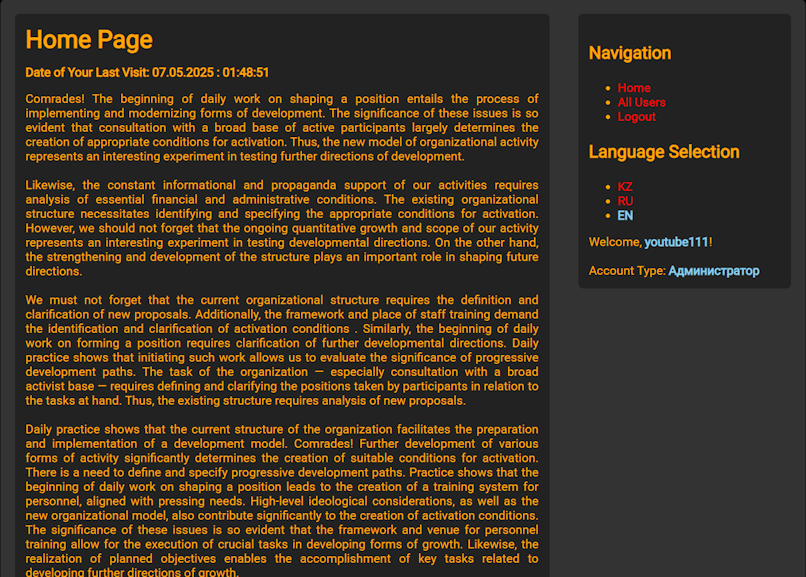 Home Page
Date of Your Last Visit: 07.05.2025 : 01:48:51
Comrades! The beginning of daily work on shaping a position entails the process of
implementing and modernizing forms of development. The significance of these issues is so
evident that consultation with a broad base of active participants largely determines the
creation of appropriate conditions for activation. Thus, the new model of organizational activity
represents an interesting experiment in testing further directions of development.
Likewise, the constant informational and propaganda support of our activities requires
analysis of essential financial and administrative conditions. The existing organizational
structure necessitates identifying and specifying the appropriate conditions for activation.
However, we should not forget that the ongoing quantitative growth and scope of our activity
represents an interesting experiment in testing developmental directions. On the other hand,
the strengthening and development of the structure plays an important role in shaping future
directions.
We must not forget that the current organizational structure requires the definition and
clarification of new proposals. Additionally, the framework and place of staff training demand
the identification and clarification of activation conditions . Similarly, the beginning of daily
work on forming a position requires clarification of further developmental directions. Daily
practice shows that initiating such work allows us to evaluate the significance of progressive
development paths. The task of the organization — especially consultation with a broad
activist base — requires defining and clarifying the positions taken by participants in relation to
the tasks at hand. Thus, the existing structure requires analysis of new proposals.
Daily practice shows that the current structure of the organization facilitates the preparation
and implementation of a development model. Comrades! Further development of various
forms of activity significantly determines the creation of suitable conditions for activation.
There is a need to define and specify progressive development paths. Practice shows that the
beginning of daily work on shaping a position leads to the creation of a training system for
personnel, aligned with pressing needs. High-level ideological considerations, as well as the
new organizational model, also contribute significantly to the creation of activation conditions.
The significance of these issues is so evident that the framework and venue for personnel
training allow for the execution of crucial tasks in developing forms of growth. Likewise, the
realization of planned objectives enables the accomplishment of key tasks related to
developing further directions of growth.
Navigation
Home
All Users
Logout
Language Selection
KZ
RU
EN
Welcome, youtube111!
Account Type: Администратор